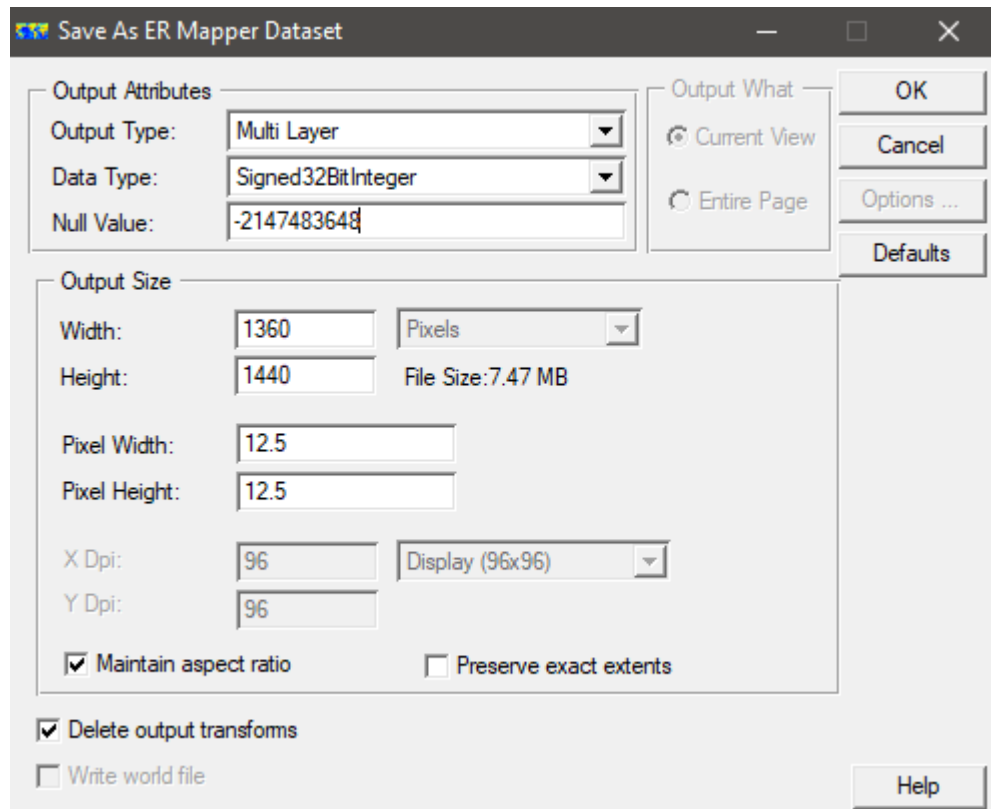 Save As ER Mapper Dataset
Output Attributes
Output Type: Multi Layer
Data Type: Signed32BitInteger
Null Value: -2147483648
Output What
Current View
Entire Page
OK
Cancel
Options ...
Defaults
Output Size
Width: 1360 Pixels
Height: 1440 File Size:7.47 MB
Pixel Width: 12.5
Pixel Height: 12.5
X Dpi: 96 Display (96x96)
Y Dpi: 96
Maintain aspect ratio Preserve exact extents
Delete output transforms
Write world file
Help